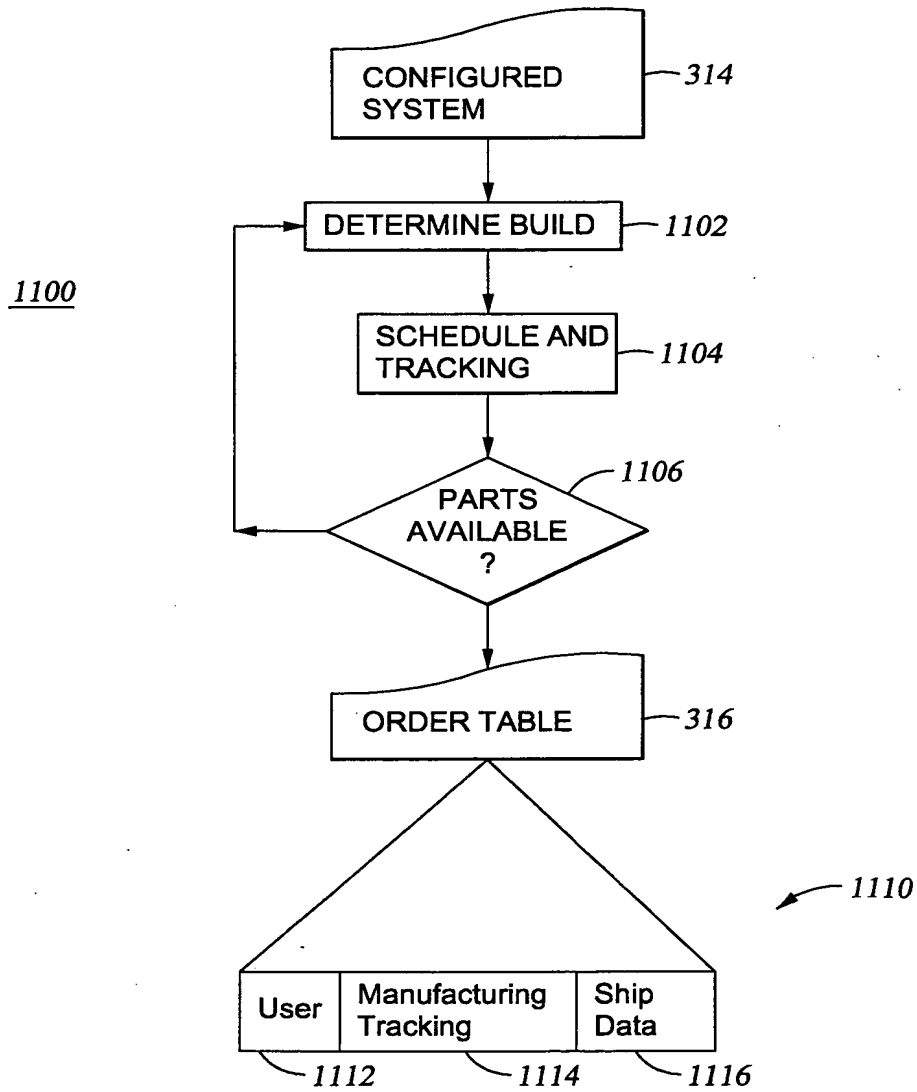 CONFIGURED
SYSTEM
314
DETERMINE BUILD
1102
1100
SCHEDULE AND
TRACKING
1104
1106
PARTS
AVAILABLE
?
ORDER TABLE
316
1110
User
Manufacturing
Tracking
Ship
Data
1112
1114
1116